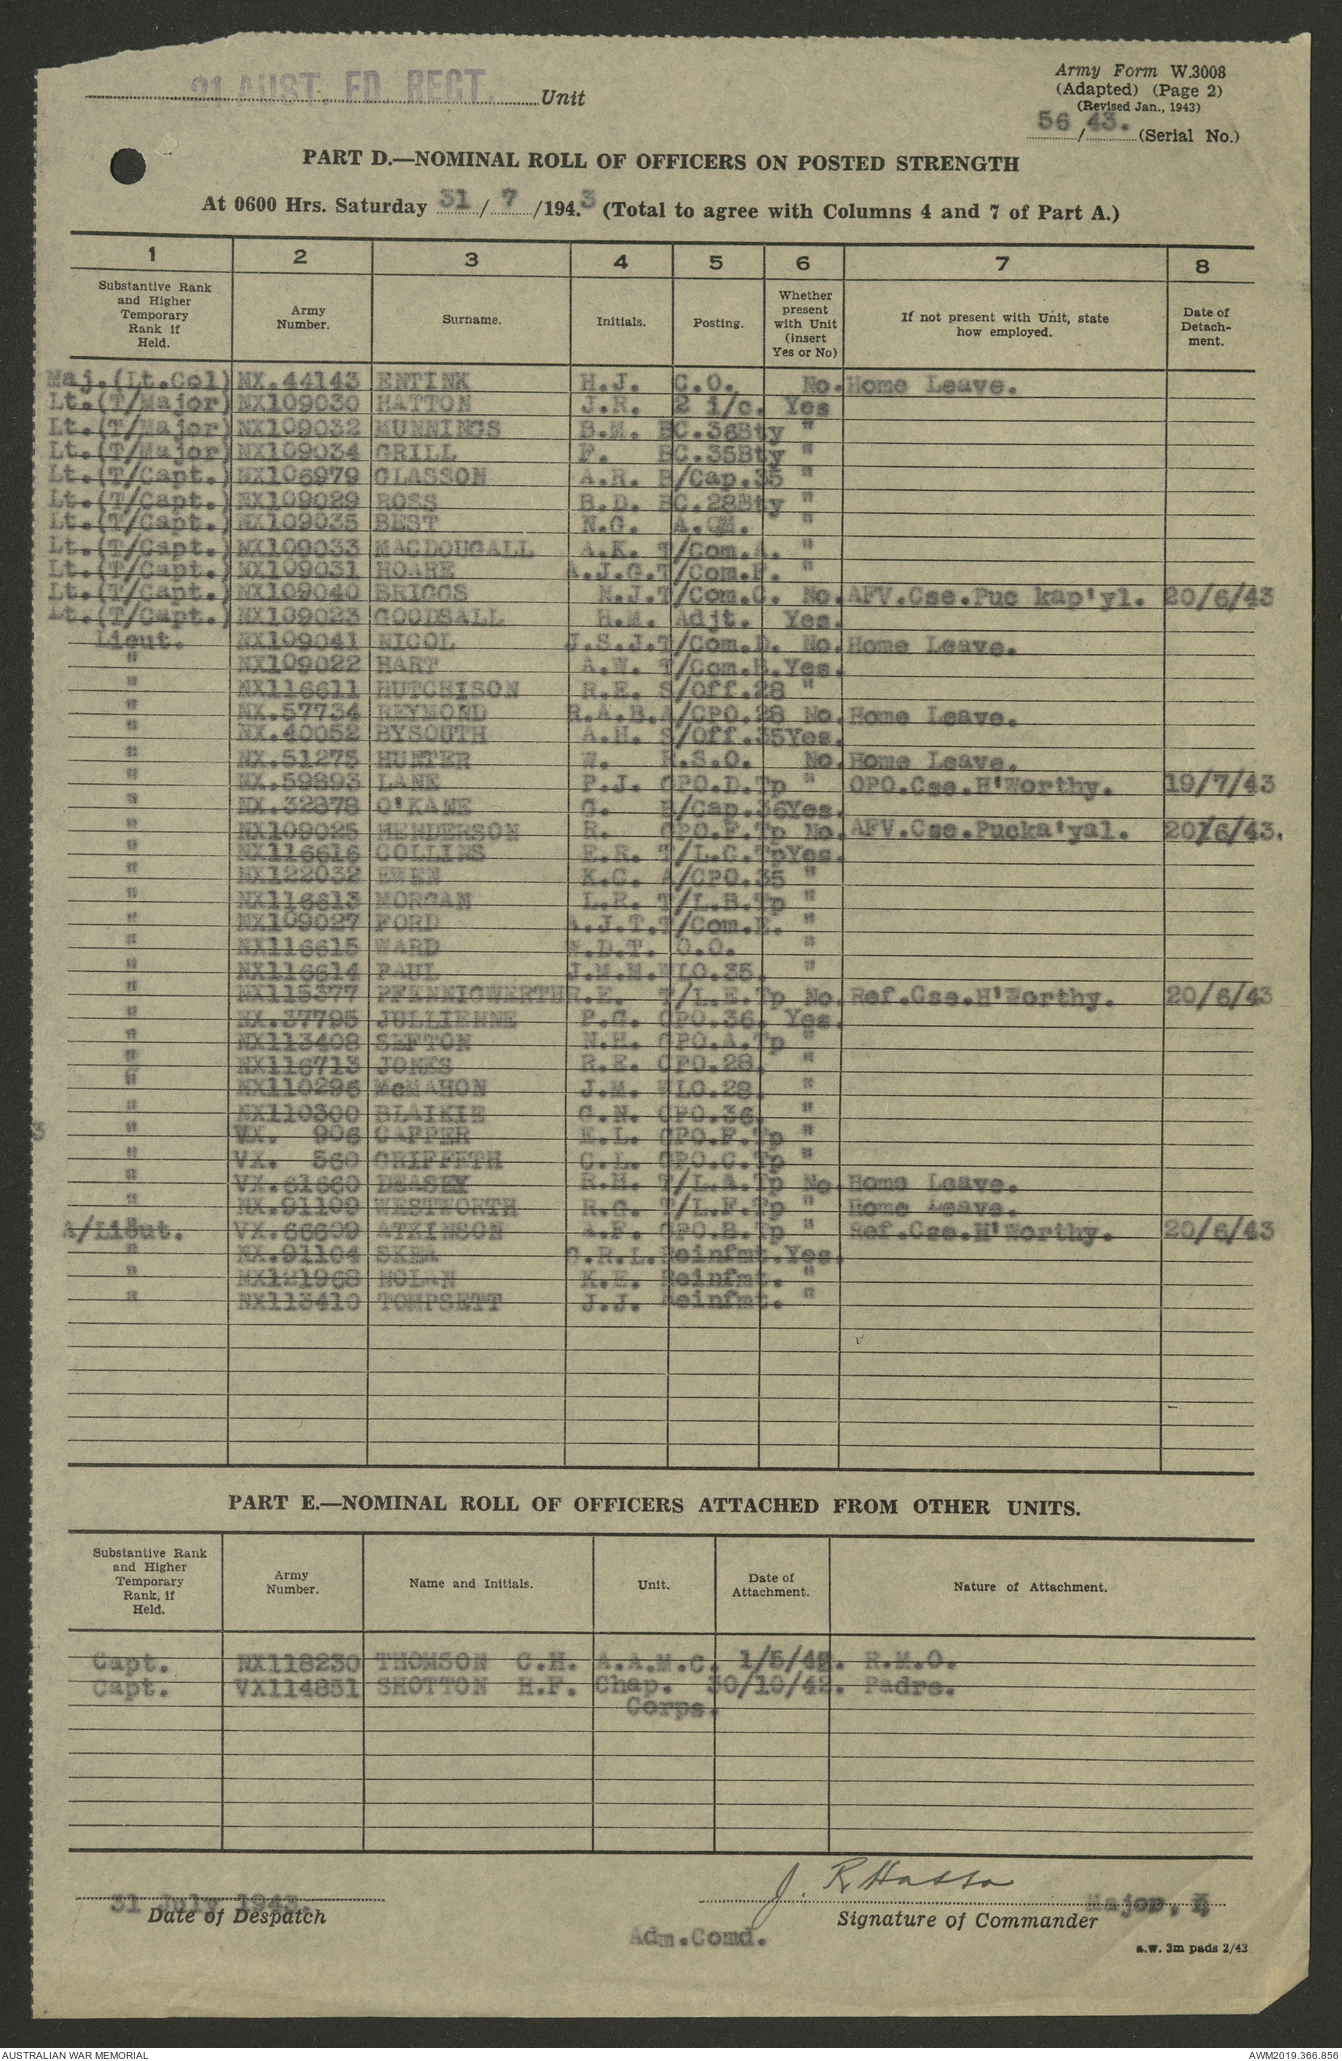 21 AUST. FD. REGT. Unit
Army Form W.3008
(Adapted) (Page 2)
(Revised Jan., 1943)
56/43. (Serial No.)
PART D.—NOMINAL ROLL OF OFFICERS ON POSTED STRENGTH
At 0600 Hrs. Saturday 31/7/1943 (Total to agree with Columns 4 and 7 of Part A.)
1 2 3 4 5 6 7 8
Substantive Rank and Higher Temporary Rank if Held. Army Number. Surname. Initials. Posting. Whether present with Unit (insert Yes or No) If not present with Unit, state how employed. Date of Detachment.
Maj.(Lt.Col) NX.44143 ENTINK H.J. C.O. No. Home Leave.
Lt.(T/Major) NX109030 HATTON J.R. 2 i/c. Yes
Lt.(T/Major) NX109032 MUNNINGS B.M. BC.36Bty "
Lt.(T/Major) NX109034 GRILL F. BC.35Bty "
Lt.(T/Capt.) NX106979 GLASSON A.R. B/Cap.35 "
Lt.(T/Capt.) NX109029 ROSS B.D. BC.28Bty "
Lt.(T/Capt.) NX109035 BEST N.G. A.QM. "
Lt.(T/Capt.) NX109033 MACDOUGALL A.K. T/Com.A. "
Lt.(T/Capt.) NX109031 HOARE A.J.G. T/Com.F. "
Lt.(T/Capt.) NX109040 BRIGGS N.J. T/Com.C. No. AFV.Cse.Puc kap'yl. 20/6/43
Lt.(T/Capt.) NX109023 GOODSALL H.M. Adjt. Yes.
Lieut. NX109041 NICOL J.S.J. T/Com.D. No. Home Leave.
" NX109022 HART A.W. T/Com.B. Yes.
" NX116611 HUTCHISON R.E. S/Off.28 "
" NX.57734 REYMOND R.A.B. A/CPO.28 No. Home Leave.
" NX.40052 BYSOUTH A.H. S/Off.35 Yes.
" NX.51275 HUNTER W. R.S.O. No. Home Leave.
" NX.59893 LANE P.J. GPO.D.Tp " OPO.Cse.H'Worthy. 19/7/43
" NX.32878 O'KANE G. B/Cap.36 Yes.
" NX109025 HENDERSON R. GPO.F.Tp No. AFV.Cse.Pucka'yal. 20/6/43.
" NX116616 COLLINS E.R. T/L.C.Tp Yes.
" NX122032 EWEN K.C. A/CPO.35 "
" NX116613 MORGAN L.R. T/L.B.Tp "
" NX109027 FORD A.J.T. T/Com.E. "
" NX116615 WARD W.D.T. O.O. "
" NX116614 PAUL J.M.M. WLO.35. "
" NX115377 PFENNIGWERTH R.E. T/L.E.Tp No. Ref.Cse.H'Worthy. 20/6/43
" NX.37795 JULLIENNE P.G. CPO.36. Yes.
" NX113408 SEFTON N.H. GPO.A.Tp "
" NX116713 JONES R.E. CPO.28. "
" NX110296 McMAHON J.M. WLO.28. "
" NX110300 BLAIKIE G.N. CPO.36. "
" VX. 906 CAPPER E.L. GPO.F.Tp "
" VX. 560 GRIFFETH C.L. GPO.C.Tp "
" VX.61660 DEASEY R.H. T/L.A.Tp No. Home Leave.
" NX.91109 WESTWORTH R.G. T/L.F.Tp " Home Leave.
A/Lieut. VX.66609 ATKINSON A.F. GPO.B.Tp " Ref.Cse.H'Worthy. 20/6/43
" NX.91104 SKEA G.R.L. Reinfmt. Yes.
" NX121968 NOLAN K.E. Reinfmt. "
" NX113410 TOMPSETT J.J. Reinfmt. "
PART E.—NOMINAL ROLL OF OFFICERS ATTACHED FROM OTHER UNITS.
Substantive Rank and Higher Temporary Rank, if Held. Army Number. Name and Initials. Unit. Date of Attachment. Nature of Attachment.
Capt. NX118230 THOMSON C.H. A.A.M.C. 1/5/42. R.M.O.
Capt. VX114851 SHOTTON H.F. Chap. 30/10/42. Padre.
Corps.
31 July 1943.
Date of Despatch
J. R Hatton Major,
Signature of Commander
Adm.Comd.
a.w. 3m pads 2/43
AUSTRALIAN WAR MEMORIAL AWM2019.366.856